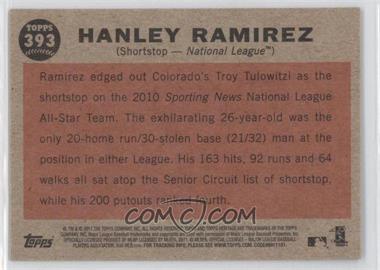 TOPPS
393
HANLEY RAMIREZ
(Shortstop — National League™)
Ramirez edged out Colorado's Troy Tulowitzi as the
shortstop on the 2010 Sporting News National League
All-Star Team. The exhilarating 26-year-old was the
only 20-home run/30-stolen base (21/32) man at the
position in either League. His 163 hits, 92 runs and 64
walks all sat atop the Senior Circuit list of shortstop,
while his 200 putouts ranked fourth.
Topps